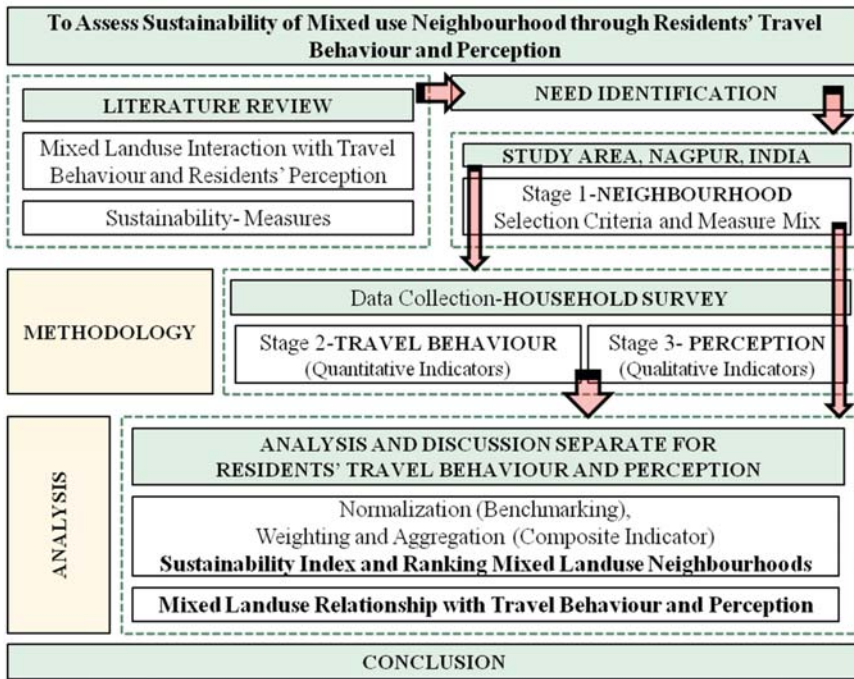 To Assess Sustainability of Mixed use Neighbourhood through Residents' Travel
Behaviour and Perception
LITERATURE REVIEW
Mixed Landuse Interaction with Travel
Behaviour and Residents' Perception
Sustainability- Measures
NEED IDENTIFICATION
STUDY AREA, NAGPUR, INDIA
Stage 1-NEIGHBOURHOOD
Selection Criteria and Measure Mix
METHODOLOGY
Data Collection-HOUSEHOLD SURVEY
Stage 2-TRAVEL BEHAVIOUR
(Quantitative Indicators)
Stage 3- PERCEPTION
(Qualitative Indicators)
ANALYSIS
ANALYSIS AND DISCUSSION SEPARATE FOR
RESIDENTS' TRAVEL BEHAVIOUR AND PERCEPTION
Normalization (Benchmarking),
Weighting and Aggregation (Composite Indicator)
Sustainability Index and Ranking Mixed Landuse Neighbourhoods
Mixed Landuse Relationship with Travel Behaviour and Perception
CONCLUSION